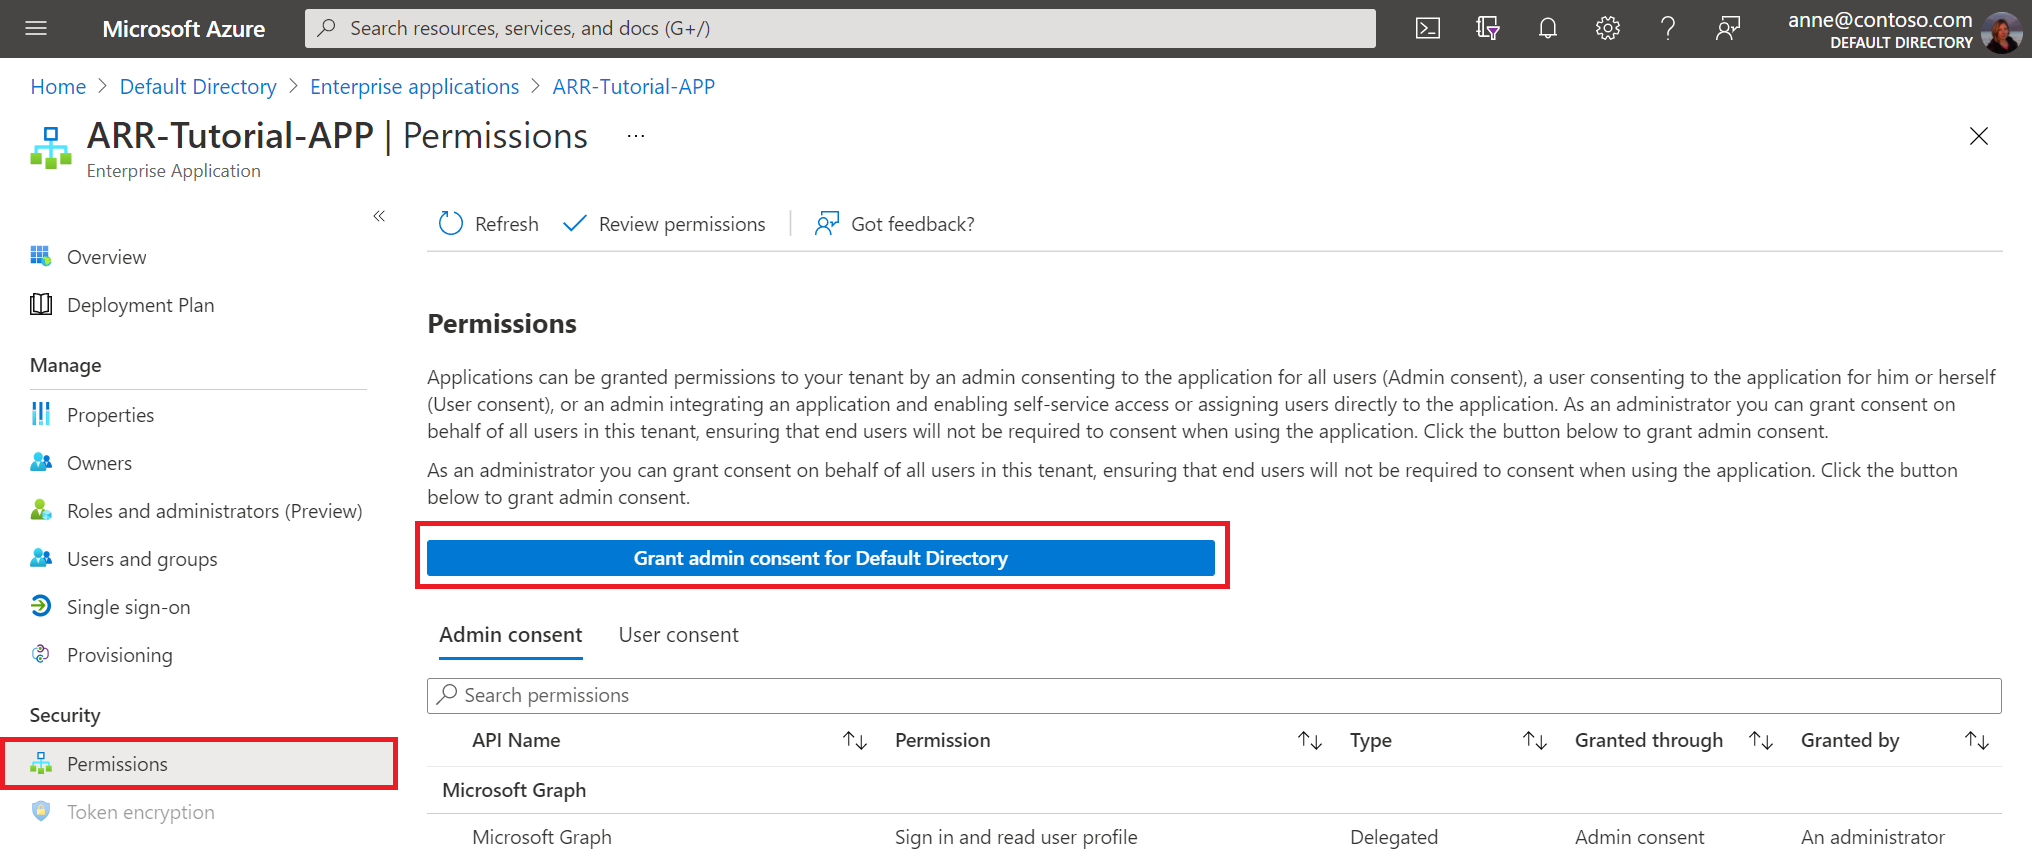 Microsoft Azure
Search resources, services, and docs (G+/)
anne@contoso.com
DEFAULT DIRECTORY
Home > Default Directory > Enterprise applications > ARR-Tutorial-APP
ARR-Tutorial-APP | Permissions ...
Enterprise Application
«
Refresh
Review permissions
Got feedback?
Overview
Deployment Plan
Manage
Properties
Owners
Roles and administrators (Preview)
Users and groups
Single sign-on
Provisioning
Security
Permissions
Token encryption
Permissions
Applications can be granted permissions to your tenant by an admin consenting to the application for all users (Admin consent), a user consenting to the application for him or herself
(User consent), or an admin integrating an application and enabling self-service access or assigning users directly to the application. As an administrator you can grant consent on
behalf of all users in this tenant, ensuring that end users will not be required to consent when using the application. Click the button below to grant admin consent.
As an administrator you can grant consent on behalf of all users in this tenant, ensuring that end users will not be required to consent when using the application. Click the button
below to grant admin consent.
Grant admin consent for Default Directory
Admin consent
User consent
Search permissions
API Name Permission Type Granted through Granted by
Microsoft Graph
Microsoft Graph Sign in and read user profile Delegated Admin consent An administrator